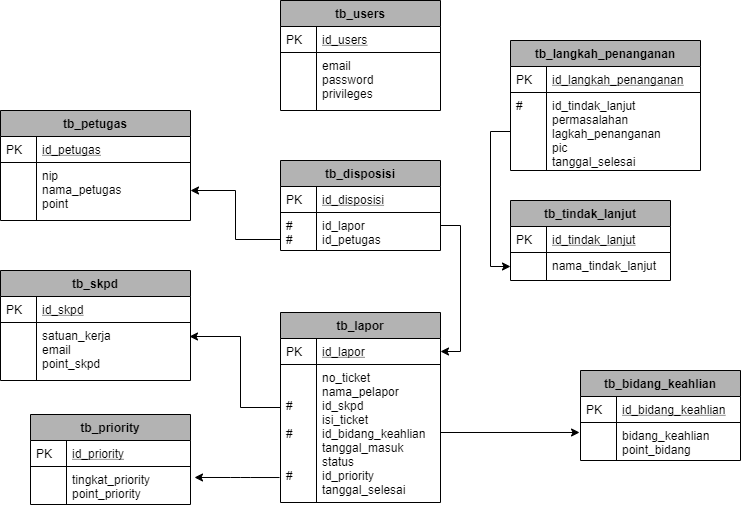 tb_users
PK id_users
email
password
privileges
tb_langkah_penanganan
PK id_langkah_penanganan
# id_tindak_lanjut
permasalahan
lagkah_penanganan
pic
tanggal_selesai
tb_petugas
PK id_petugas
nip
nama_petugas
point
tb_disposisi
PK id_disposisi
# id_lapor
# id_petugas
tb_tindak_lanjut
PK id_tindak_lanjut
nama_tindak_lanjut
tb_skpd
PK id_skpd
satuan_kerja
email
point_skpd
tb_lapor
PK id_lapor
no_ticket
nama_pelapor
# id_skpd
isi_ticket
# id_bidang_keahlian
tanggal_masuk
status
# id_priority
tanggal_selesai
tb_bidang_keahlian
PK id_bidang_keahlian
bidang_keahlian
point_bidang
tb_priority
PK id_priority
tingkat_priority
point_priority